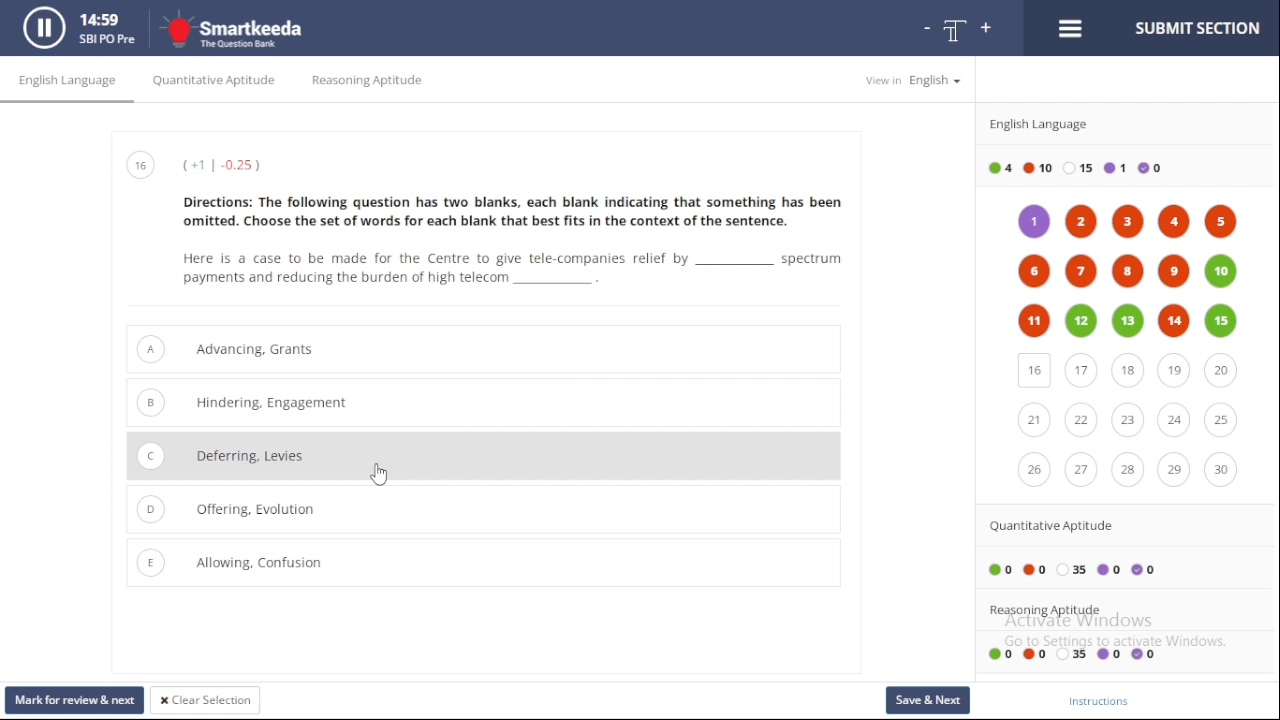 14:59
SBI PO Pre
Smartkeeda
The Question Bank
- T +
SUBMIT SECTION
English Language Quantitative Aptitude Reasoning Aptitude
View in English
16 ( +1 | -0.25 )
Directions: The following question has two blanks, each blank indicating that something has been
omitted. Choose the set of words for each blank that best fits in the context of the sentence.
Here is a case to be made for the Centre to give tele-companies relief by ____________ spectrum
payments and reducing the burden of high telecom ____________ .
A Advancing, Grants
B Hindering, Engagement
C Deferring, Levies
D Offering, Evolution
E Allowing, Confusion
Mark for review & next
✖ Clear Selection
Save & Next
English Language
4 10 15 1 0
1 2 3 4 5
6 7 8 9 10
11 12 13 14 15
16 17 18 19 20
21 22 23 24 25
26 27 28 29 30
Quantitative Aptitude
0 0 35 0 0
Reasoning Aptitude
Activate Windows
Go to Settings to activate Windows.
0 0 35 0 0
Instructions